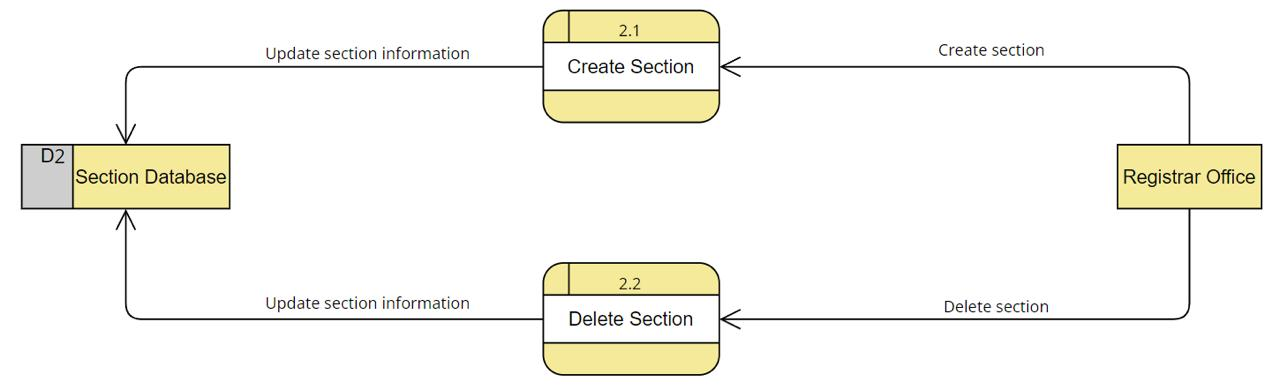 2.1
Update section information
Create section
Create Section
D2
Section Database
Registrar Office
2.2
Update section information
Delete section
Delete Section